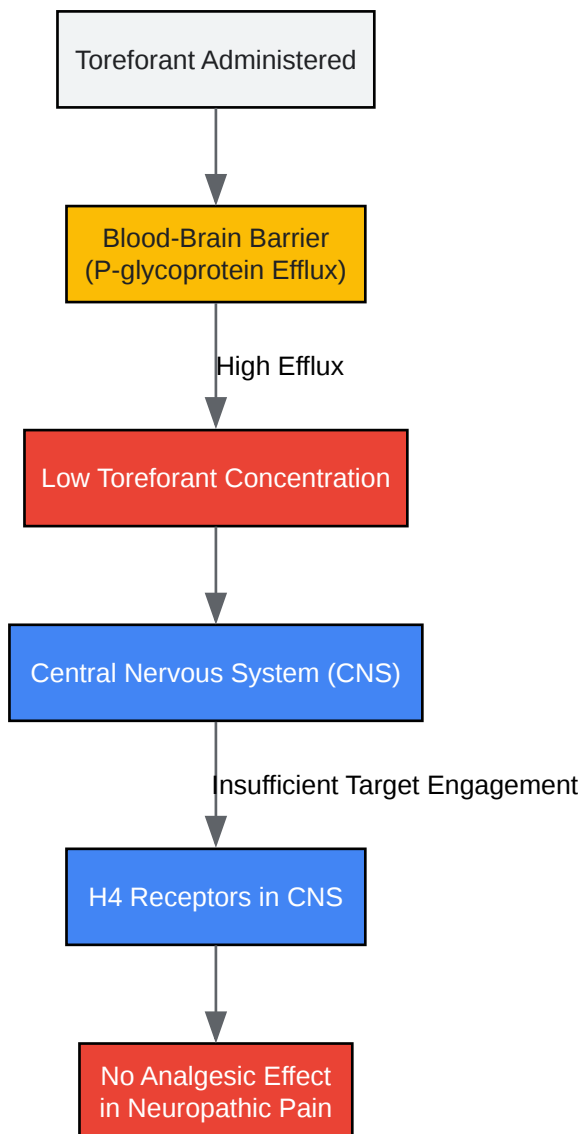 Toreforant Administered
Blood-Brain Barrier
(P-glycoprotein Efflux)
High Efflux
Low Toreforant Concentration
Central Nervous System (CNS)
Insufficient Target Engagement
H4 Receptors in CNS
No Analgesic Effect
in Neuropathic Pain